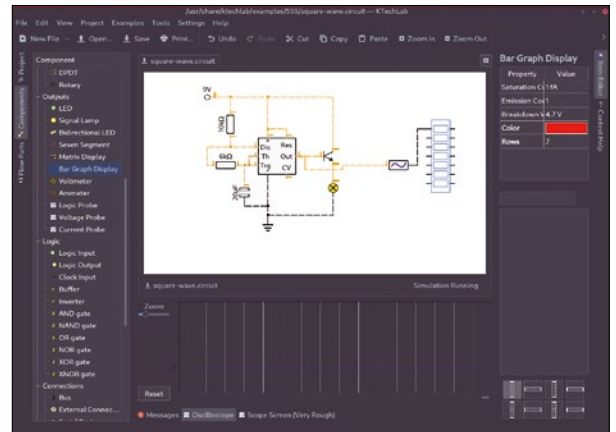 /usr/share/ktechlab/examples/555/square-wave.circuit — KTechLab
File Edit View Project Examples Tools Settings Help
New File Open... Save Print... Undo Redo Cut Copy Paste Zoom In Zoom Out
Project
Components
Flow Parts
Component
DPDT
Rotary
Outputs
LED
Signal Lamp
Bidirectional LED
Seven Segment
Matrix Display
Bar Graph Display
Voltmeter
Ammeter
Logic Probe
Voltage Probe
Current Probe
Logic
Logic Input
Logic Output
Clock Input
Buffer
Inverter
AND gate
NAND gate
OR gate
NOR gate
XOR gate
XNOR gate
Connections
Bus
External Connec...
square-wave.circuit
9V
10kΩ
6kΩ
20μF
Dis Res
Th Out
Trg CV
square-wave.circuit Simulation Running
Zoom
Reset
Messages Oscilloscope Scope Screen (Very Rough)
Bar Graph Display
Property Value
Saturation Cu 1fA
Emission Coe 1
Breakdown V 4.7 V
Color
Rows 7
Item Editor
Context Help